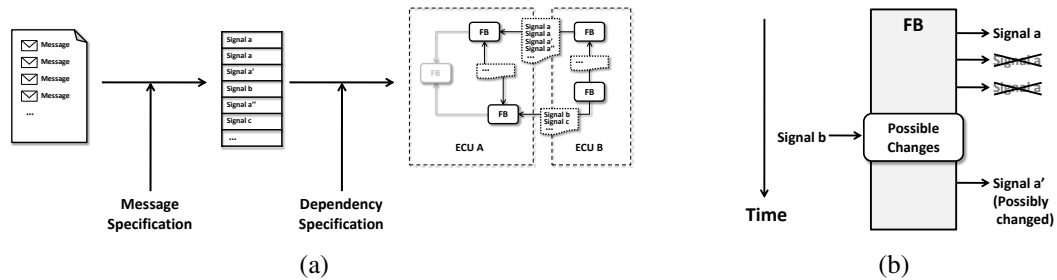 Message
Message
Message
Message
...
Message
Specification
Signal a
Signal a
Signal a'
Signal b
Signal a''
Signal c
...
Dependency
Specification
FB
Signal a
Signal a
Signal a'
Signal a''
...
FB
FB
...
...
FB
FB
Signal b
Signal c
...
ECU A
ECU B
(a)
Time
FB
Signal a
Signal a
Signal a
Signal b
Possible
Changes
Signal a'
(Possibly
changed)
(b)